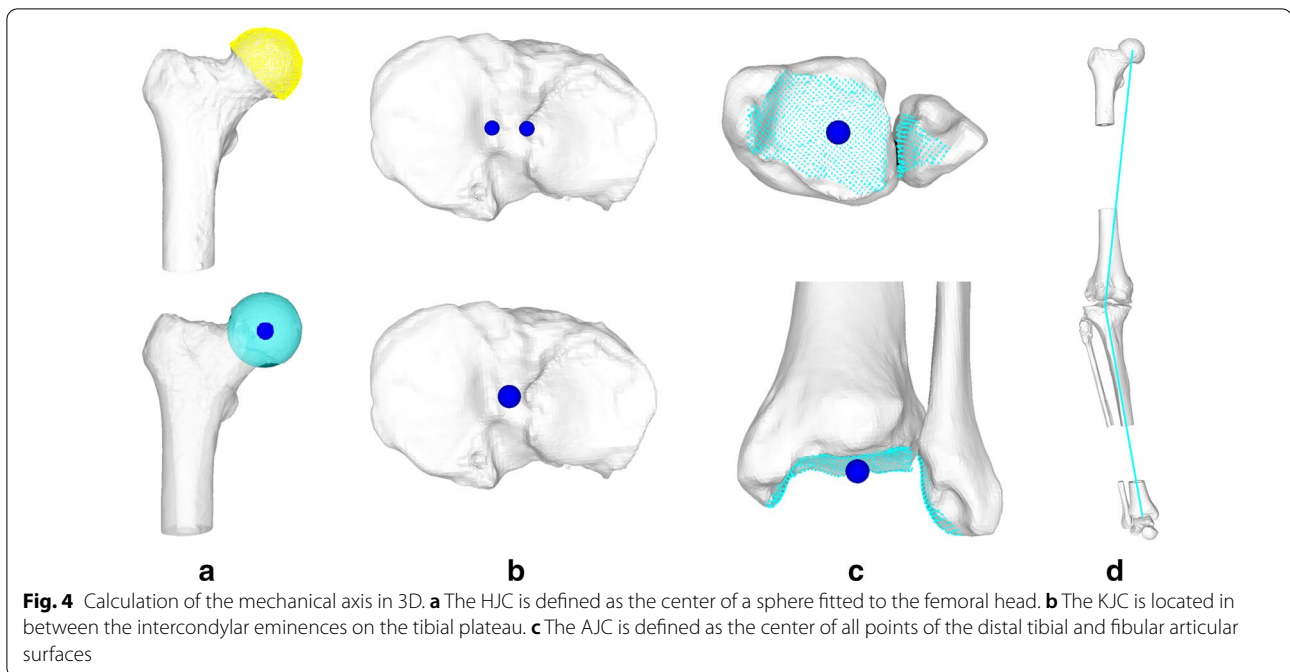 a b c d
Fig. 4 Calculation of the mechanical axis in 3D. a The HJC is defined as the center of a sphere fitted to the femoral head. b The KJC is located in
between the intercondylar eminences on the tibial plateau. c The AJC is defined as the center of all points of the distal tibial and fibular articular
surfaces